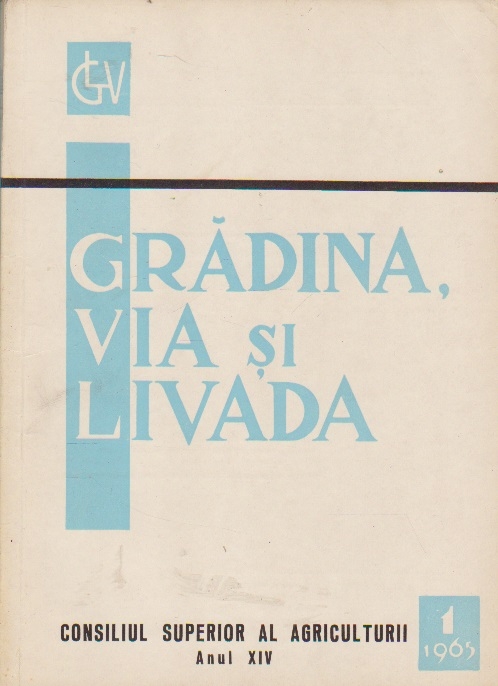 GLV
GRĂDINA,
VIA ȘI
LIVADA
CONSILIUL SUPERIOR AL AGRICULTURII
Anul XIV
1
1965